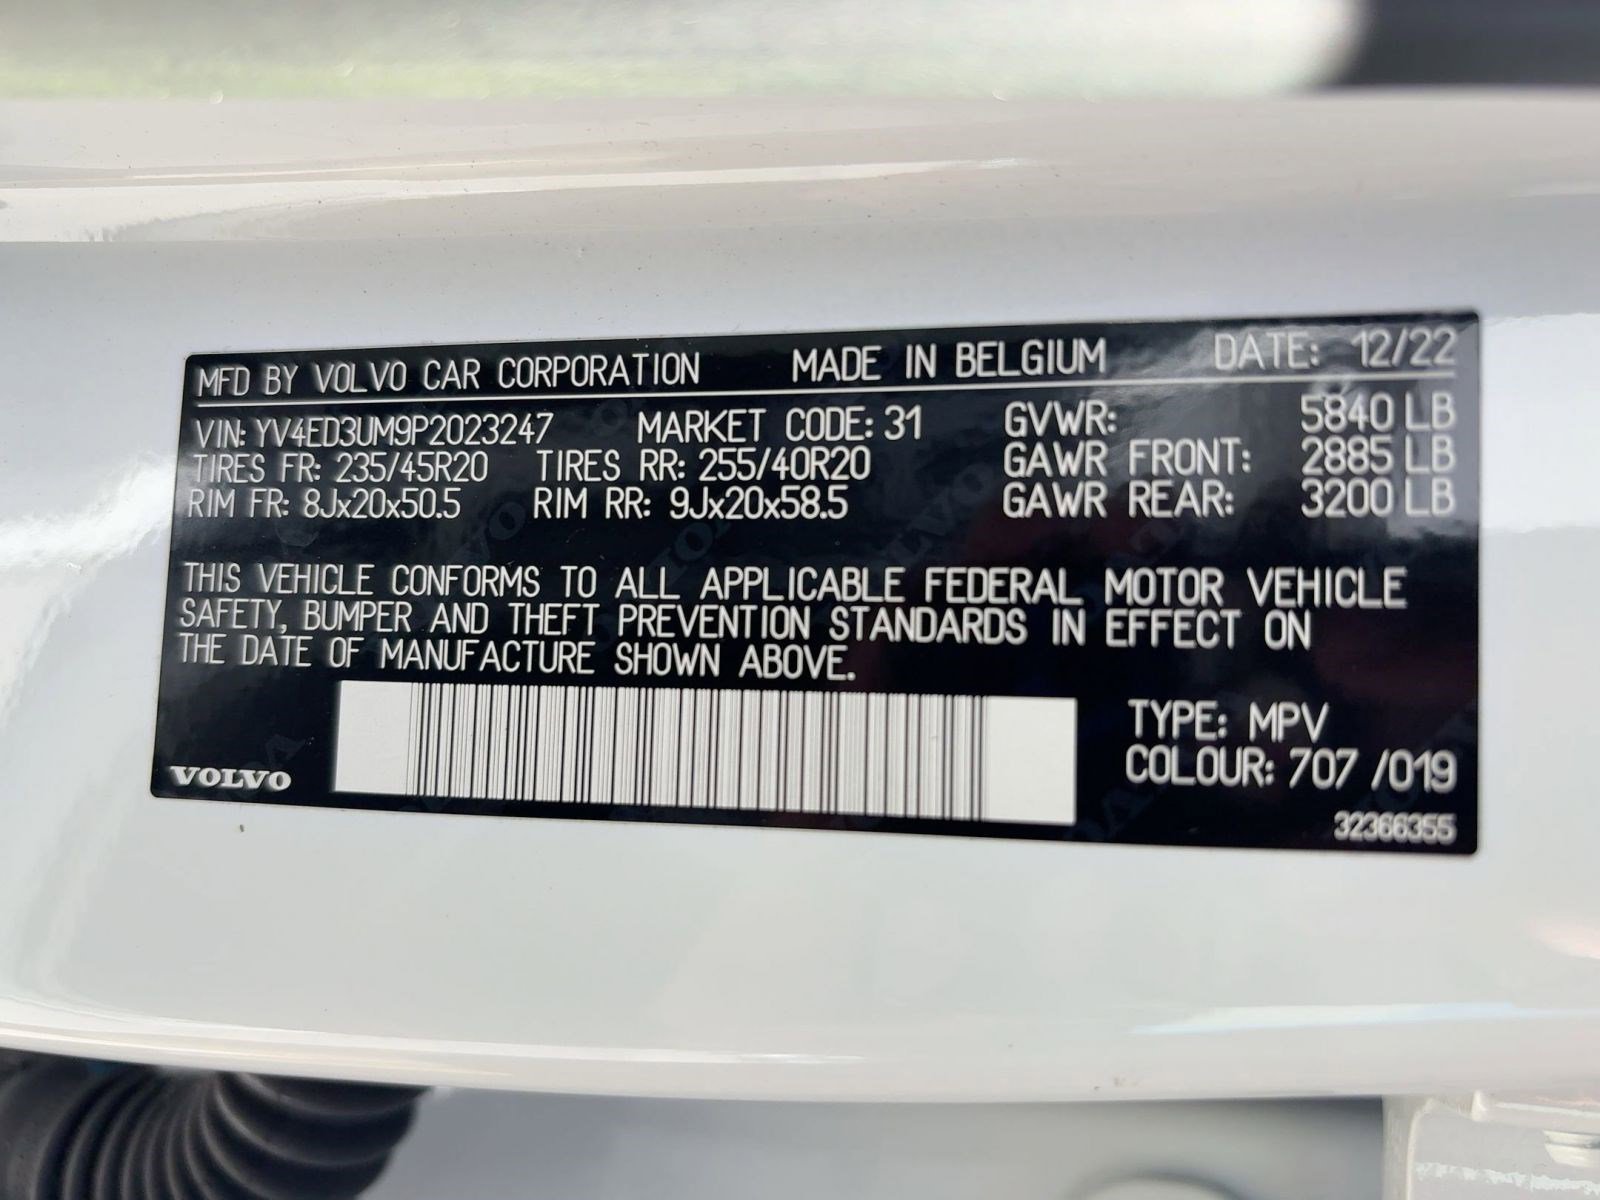 MFD BY VOLVO CAR CORPORATION MADE IN BELGIUM DATE: 12/22
VIN: YV4ED3UM9P2023247 MARKET CODE: 31 GVWR: 5840 LB
TIRES FR: 235/45R20 TIRES RR: 255/40R20 GAWR FRONT: 2885 LB
RIM FR: 8Jx20x50.5 RIM RR: 9Jx20x58.5 GAWR REAR: 3200 LB
THIS VEHICLE CONFORMS TO ALL APPLICABLE FEDERAL MOTOR VEHICLE
SAFETY, BUMPER AND THEFT PREVENTION STANDARDS IN EFFECT ON
THE DATE OF MANUFACTURE SHOWN ABOVE.
TYPE: MPV
COLOUR: 707 /019
VOLVO
32366355